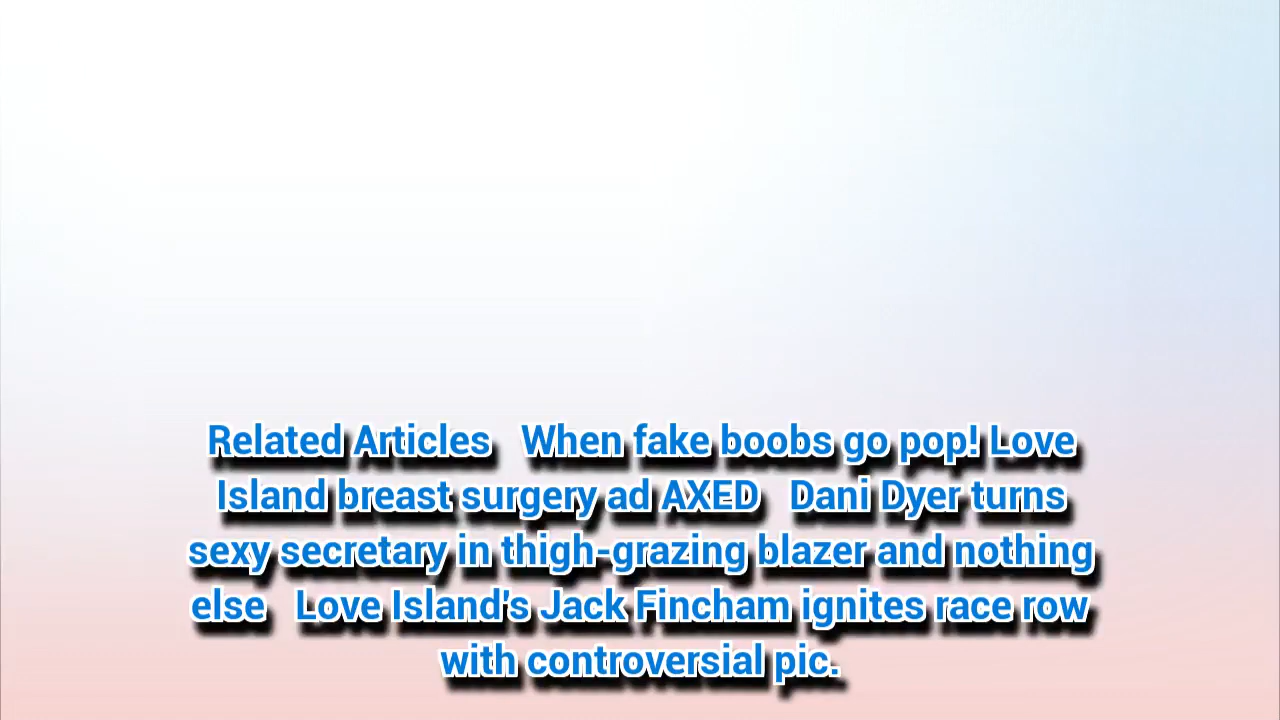 Related Articles   When fake boobs go pop! Love
Island breast surgery ad AXED   Dani Dyer turns
sexy secretary in thigh-grazing blazer and nothing
else   Love Island's Jack Fincham ignites race row
with controversial pic.